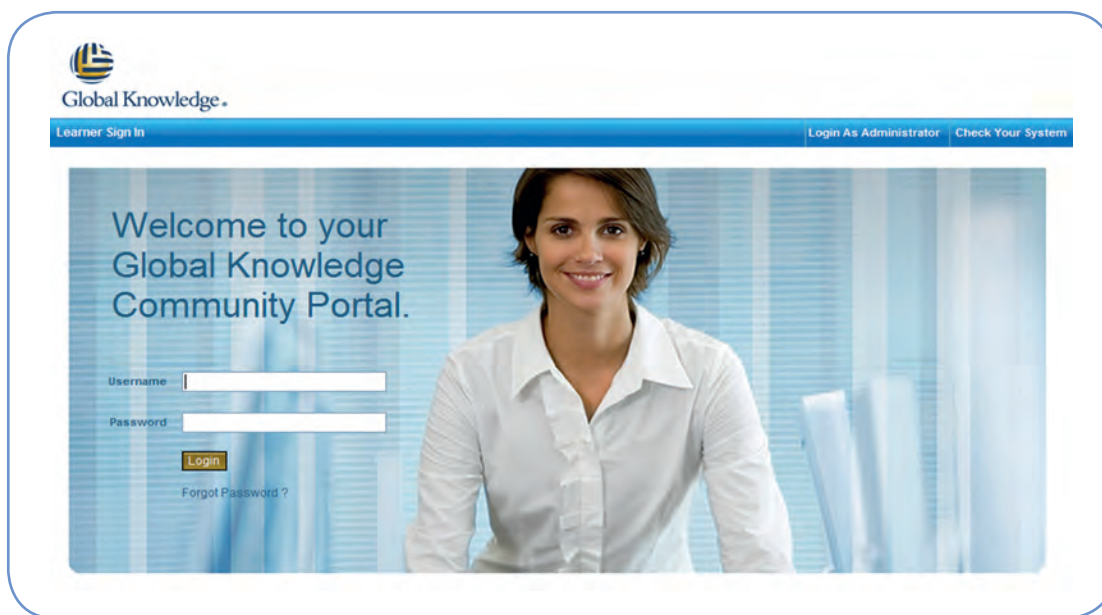 Global Knowledge.
Learner Sign In
Login As Administrator
Check Your System
Welcome to your
Global Knowledge
Community Portal.
Username
Password
Login
Forgot Password ?